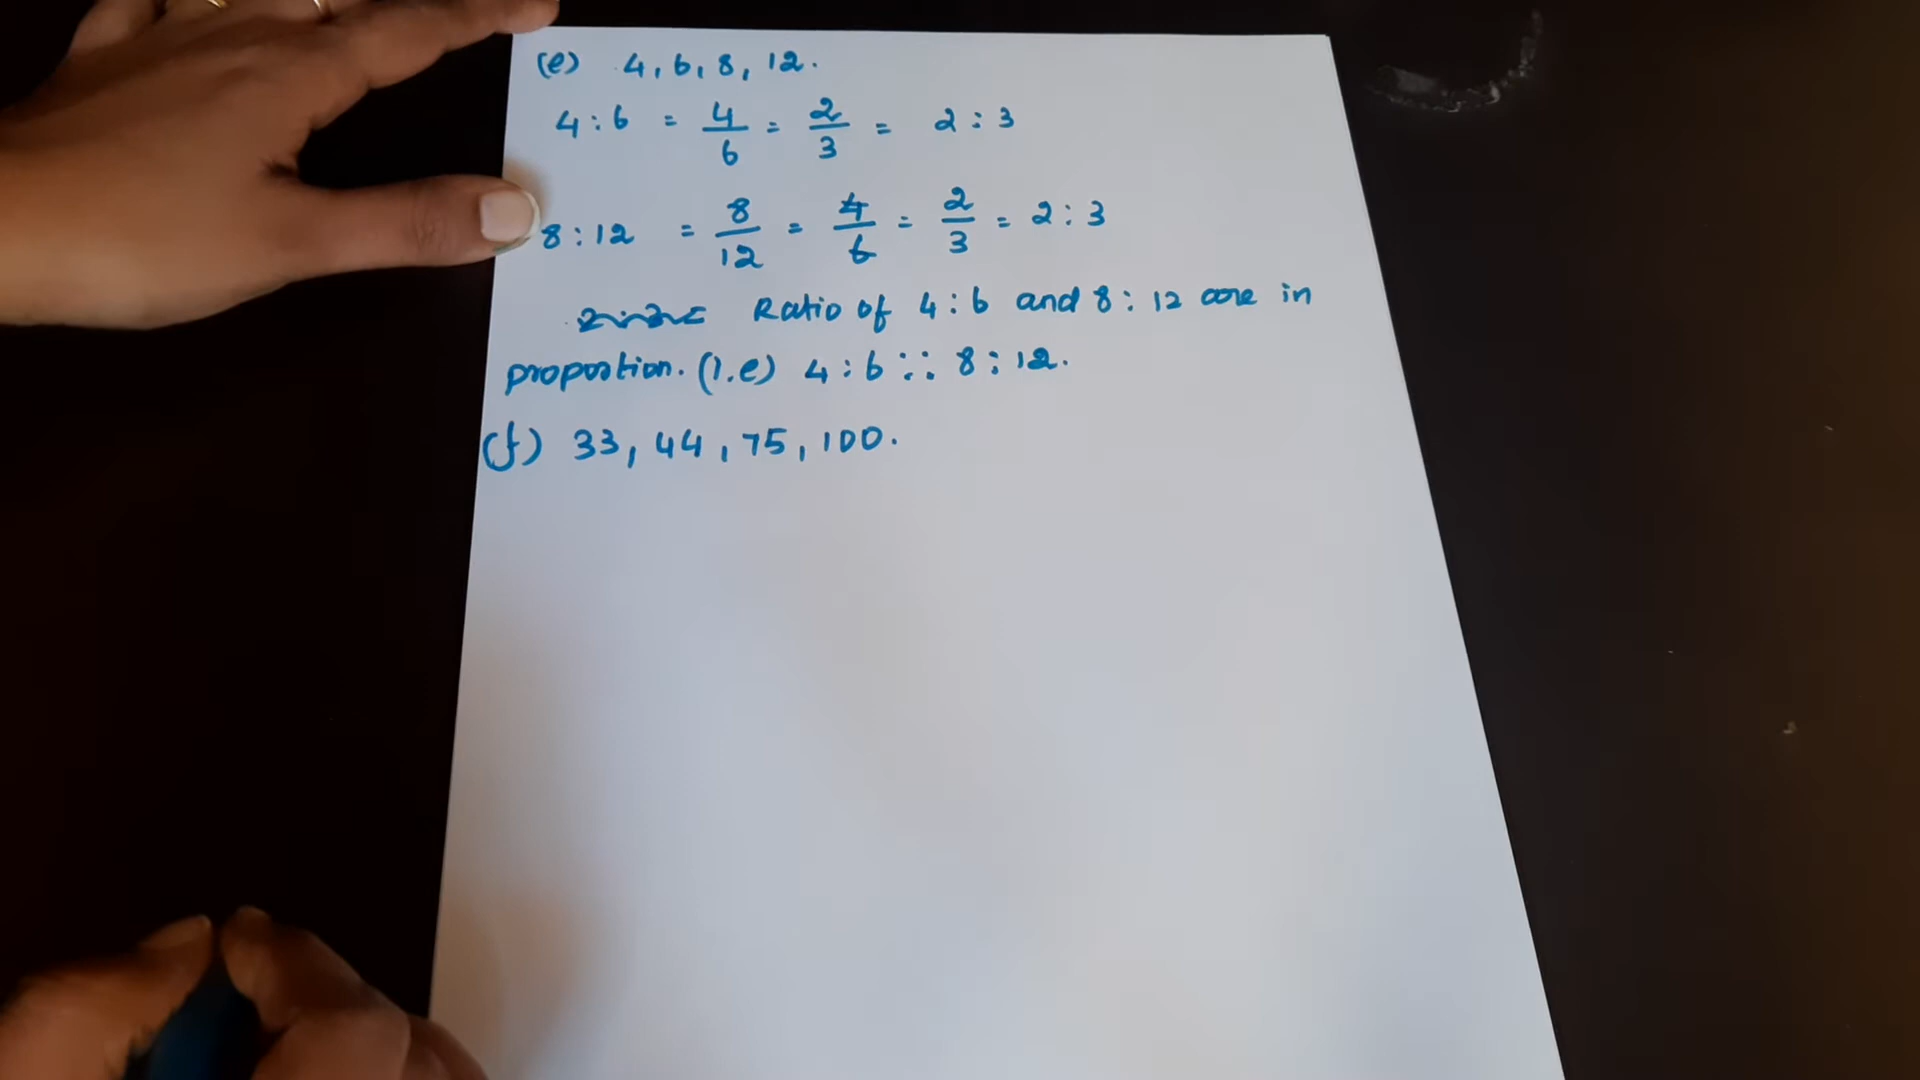 (e) 4, 6, 8, 12.
4 : 6 = 4/6 = 2/3 = 2 : 3
8 : 12 = 8/12 = 4/6 = 2/3 = 2 : 3
Ratio of 4 : 6 and 8 : 12 are in
proportion. (i.e) 4 : 6 :: 8 : 12.
(f) 33, 44, 75, 100.